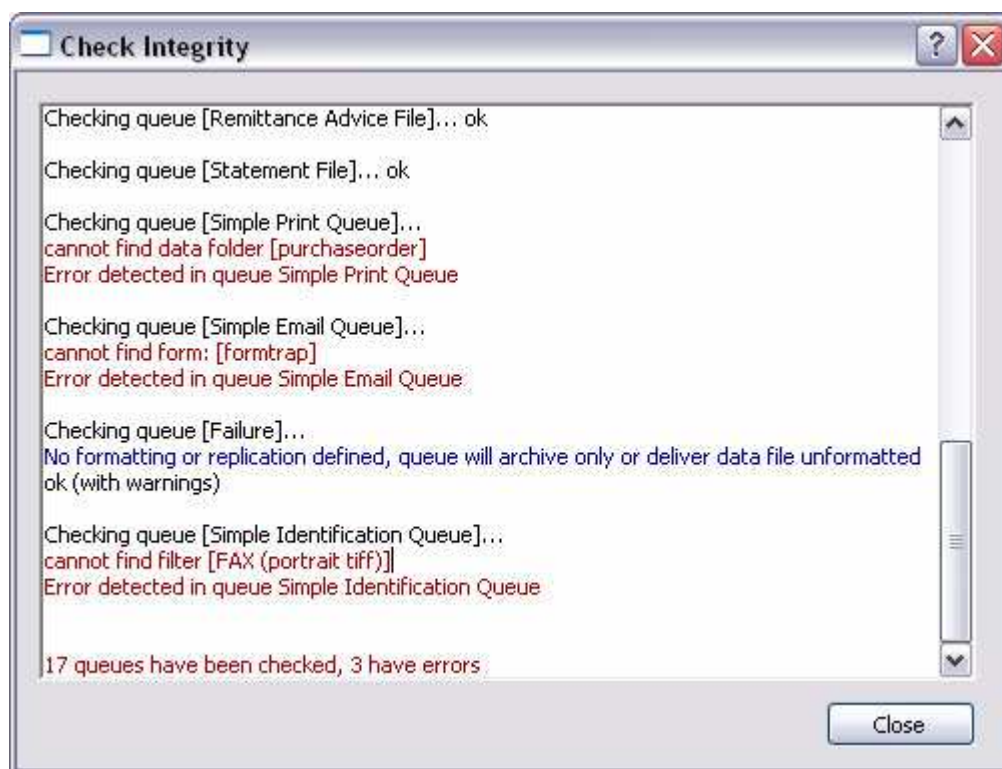 Check Integrity
?
Checking queue [Remittance Advice File]... ok
Checking queue [Statement File]... ok
Checking queue [Simple Print Queue]...
cannot find data folder [purchaseorder]
Error detected in queue Simple Print Queue
Checking queue [Simple Email Queue]...
cannot find form: [formtrap]
Error detected in queue Simple Email Queue
Checking queue [Failure]...
No formatting or replication defined, queue will archive only or deliver data file unformatted
ok (with warnings)
Checking queue [Simple Identification Queue]...
cannot find filter [FAX (portrait tiff)]
Error detected in queue Simple Identification Queue
17 queues have been checked, 3 have errors
Close